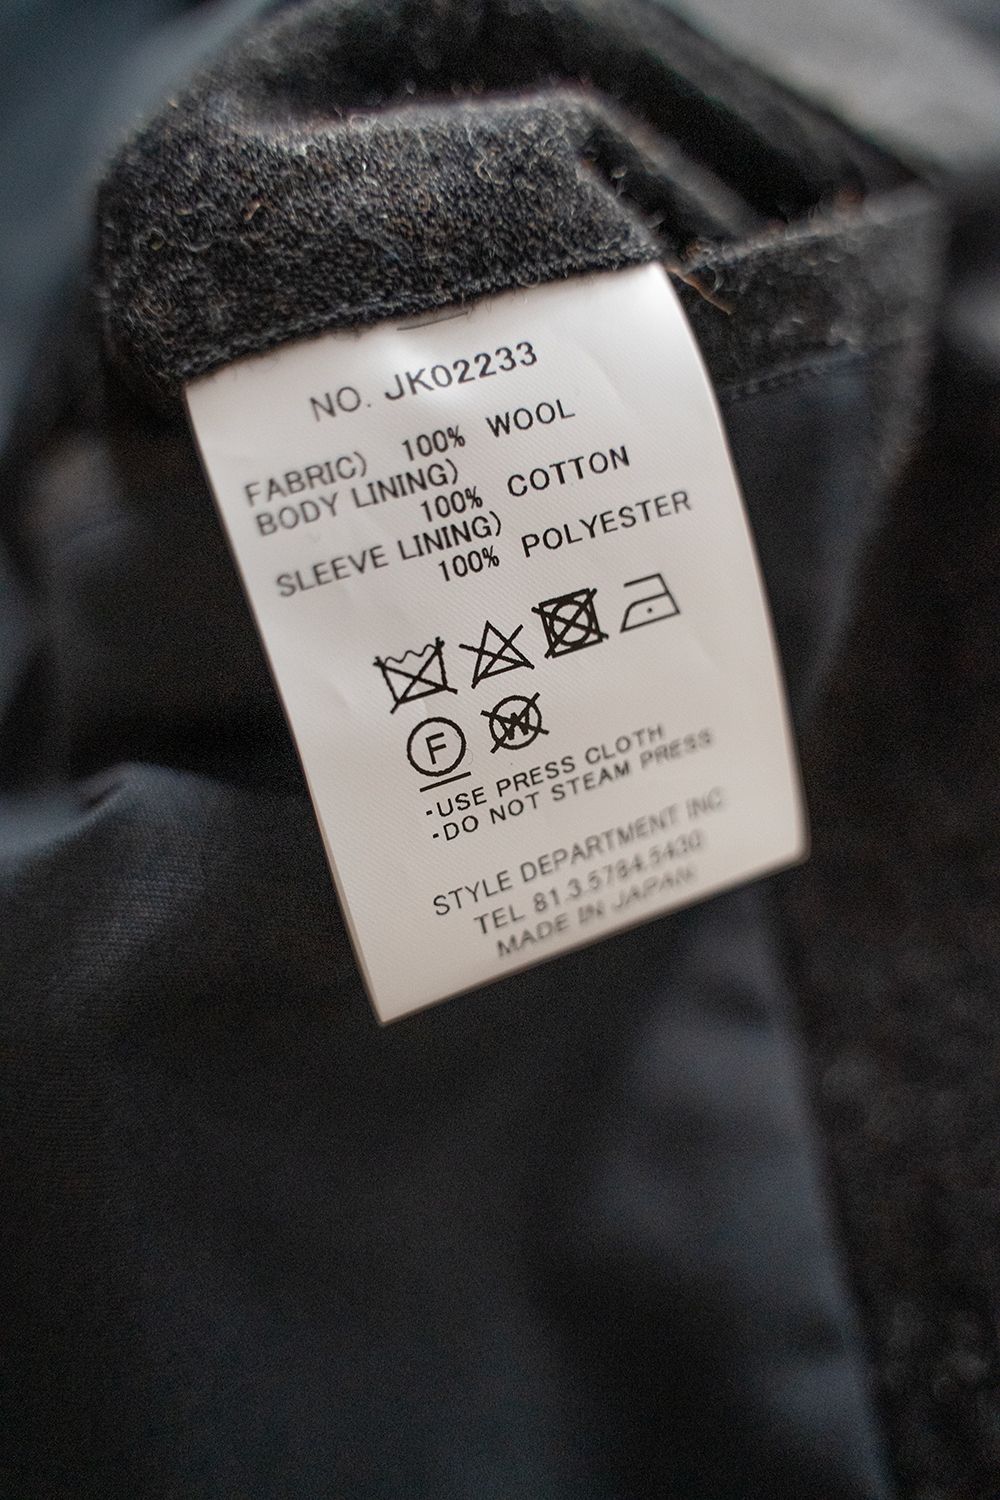 NO. JK02233
FABRIC) 100% WOOL
BODY LINING)
100% COTTON
SLEEVE LINING)
100% POLYESTER
F W
-USE PRESS CLOTH
-DO NOT STEAM PRESS
STYLE DEPARTMENT INC
TEL 81.3.5784.5430
MADE IN JAPAN